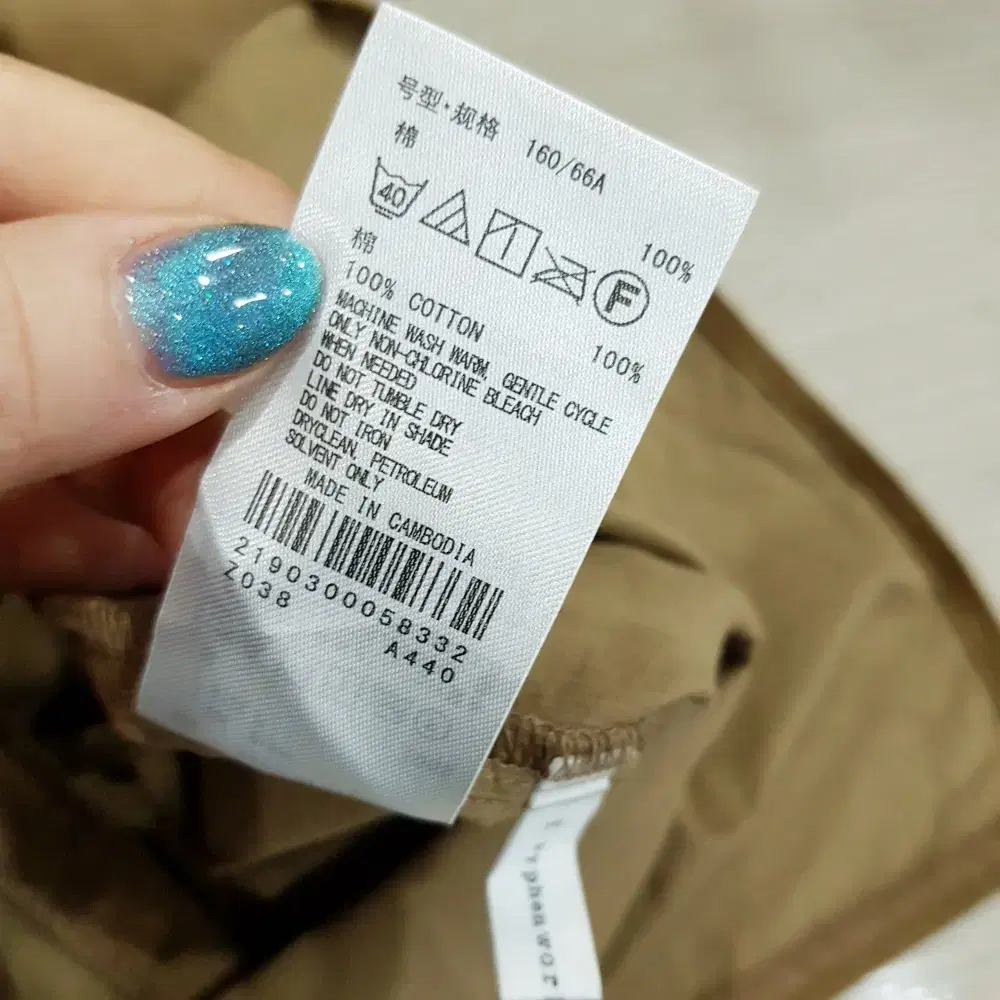 号型·规格 160/66A
棉 100%
40
F
棉 100%
100% COTTON
MACHINE WASH WARM, GENTLE CYCLE
ONLY NON-CHLORINE BLEACH
WHEN NEEDED
DO NOT TUMBLE DRY
LINE DRY IN SHADE
DO NOT IRON
DRYCLEAN, PETROLEUM
SOLVENT ONLY
MADE IN CAMBODIA
2190300058332
Z038 A440